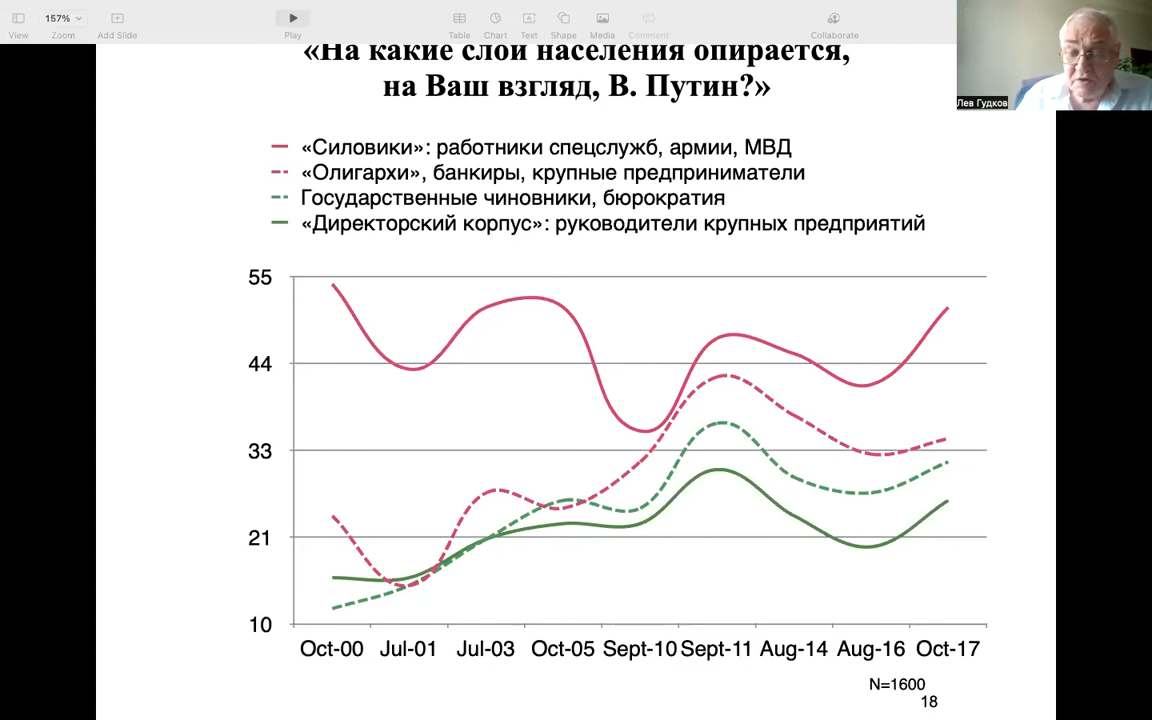 157%
View
Zoom
Add Slide
Play
Table
Chart
Text
Shape
Media
Comment
Collaborate
Лев Гудков
«На какие слои населения опирается,
на Ваш взгляд, В. Путин?»
«Силовики»: работники спецслужб, армии, МВД
«Олигархи», банкиры, крупные предприниматели
Государственные чиновники, бюрократия
«Директорский корпус»: руководители крупных предприятий
55
44
33
21
10
Oct-00 Jul-01 Jul-03 Oct-05 Sept-10 Sept-11 Aug-14 Aug-16 Oct-17
N=1600
18